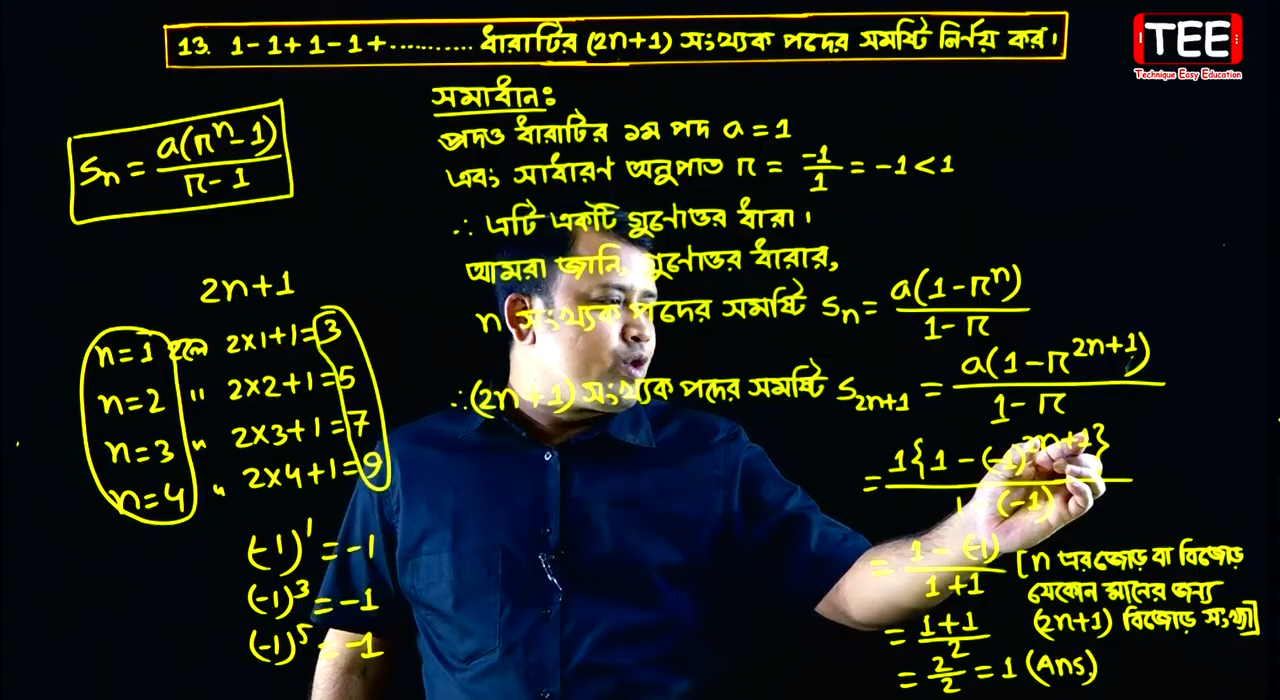 13. 1-1+1-1+.......... ধারাটির (2n+1) সংখ্যক পদের সমষ্টি নির্ণয় কর।
TEE
Technique Easy Education
Sn = a(r^n - 1) / (r - 1)
2n+1
n=1 হলে 2×1+1=3
n=2 " 2×2+1=5
n=3 " 2×3+1=7
n=4 " 2×4+1=9
(-1)^1 = -1
(-1)^3 = -1
(-1)^5 = -1
সমাধান:
প্রদত্ত ধারাটির ১ম পদ a = 1
এবং সাধারণ অনুপাত r = -1/1 = -1 < 1
∴ এটি একটি গুণোত্তর ধারা।
আমরা জানি, গুণোত্তর ধারার,
n সংখ্যক পদের সমষ্টি Sn = a(1-r^n) / (1-r)
∴ (2n+1) সংখ্যক পদের সমষ্টি S2n+1 = a(1-r^(2n+1)) / (1-r)
= 1{1-(-1)^(2n+1)} / 1 (-1)
= 1-(-1) / 1+1 [n এর জোড় বা বিজোড়
যেকোন মানের জন্য
(2n+1) বিজোড় সংখ্যা]
= 1+1 / 2
= 2/2 = 1 (Ans)